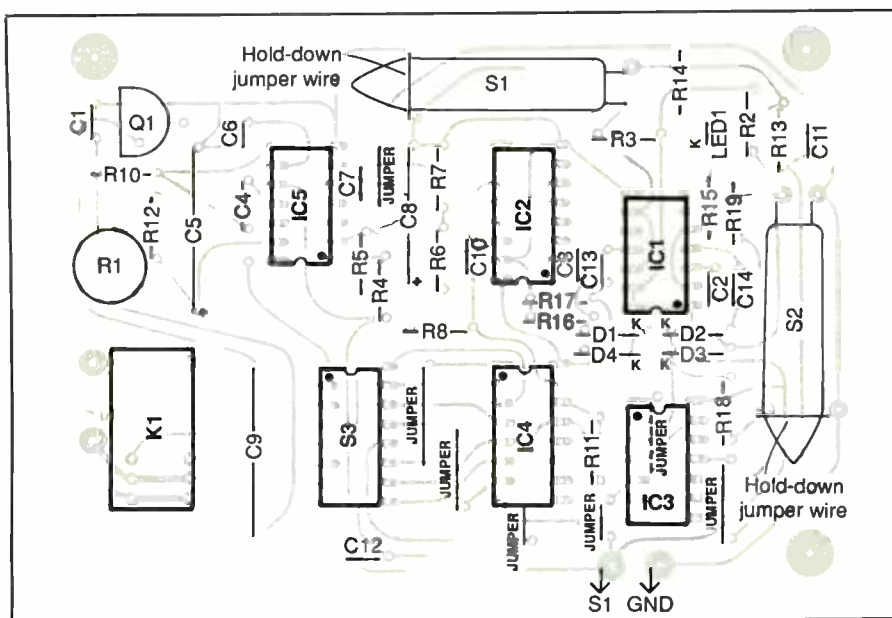 Hold-down
jumper wire
S1
R14
C1
Q1
C6
R3
K
LED1
R2
R13
C11
R10
IC5
C7
JUMPER
R7
IC2
R12
C5
C4
C8
R15
R19
R1
R5
R6
C10
C3
C13
IC1
R4
+
C2
C14
S2
+
R17
R16
R8
D1
K
K
D2
D4
K
K
D3
K1
C9
S3
JUMPER
JUMPER
IC4
R11
JUMPER
IC3
R18
Hold-down
jumper wire
C12
JUMPER
JUMPER
JUMPER
S1
GND